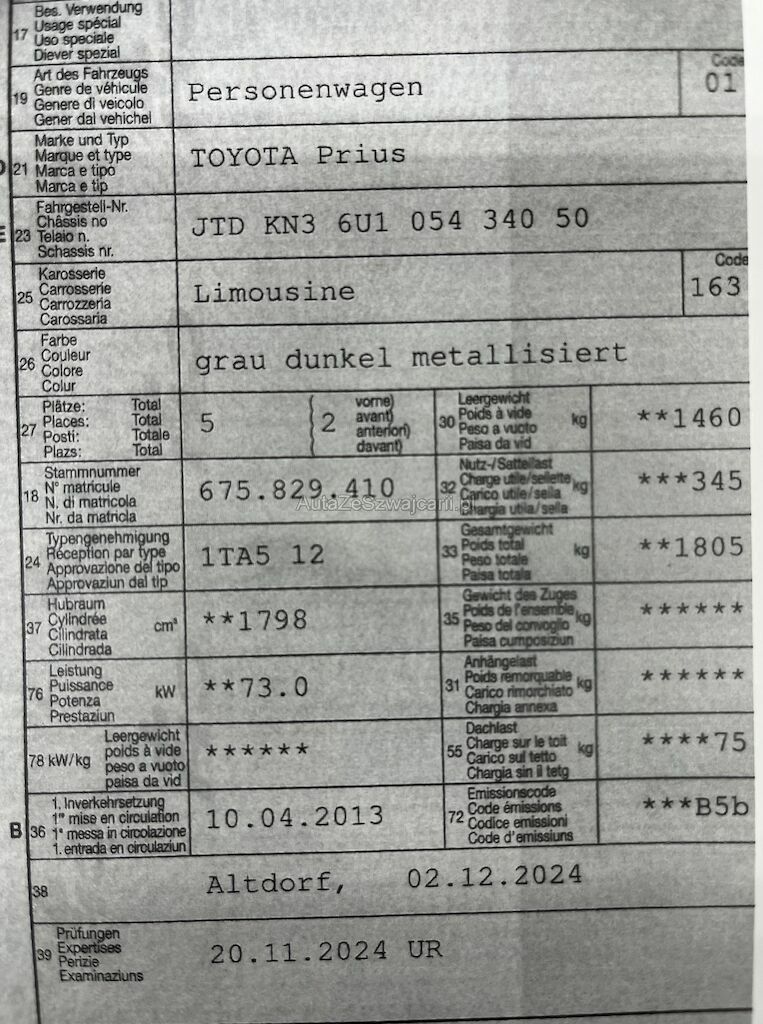 17 Bes. Verwendung
Usage spécial
Uso speciale
Diever spezial
19 Art des Fahrzeugs
Genre de véhicule
Genere di veicolo
Gener dal vehichel
Personenwagen
Code
01
21 Marke und Typ
Marque et type
Marca e tipo
Marca e tip
TOYOTA Prius
E 23 Fahrgestell-Nr.
Châssis no
Telaio n.
Schassis nr.
JTD KN3 6U1 054 340 50
25 Karosserie
Carrosserie
Carrozzeria
Carossaria
Limousine
Code
163
26 Farbe
Couleur
Colore
Colur
grau dunkel metallisiert
27 Plätze: Total
Places: Total
Posti: Totale
Plazs: Total
5
2 vorne)
avant)
anteriori)
davant)
30 Leergewicht
Poids à vide
Peso a vuoto
Paisa da vid
kg
**1460
18 Stammnummer
N° matricule
N. di matricola
Nr. da matricla
675.829.410
32 Nutz-/Sattellast
Charge utile/sellette
Carico utile/sella
Chargia utila/sella
kg
***345
AutaZeSzwajcarii.pl
24 Typengenehmigung
Réception par type
Approvazione del tipo
Approvaziun dal tip
1TA5 12
33 Gesamtgewicht
Poids total
Peso totale
Paisa totala
kg
**1805
37 Hubraum
Cylindrée
Cilindrata
Cilindrada
cm³
**1798
35 Gewicht des Zuges
Poids de l'ensemble
Peso del convoglio
Paisa cumposiziun
kg
******
76 Leistung
Puissance
Potenza
Prestaziun
kW
**73.0
31 Anhängelast
Poids remorquable
Carico rimorchiato
Chargia annexa
kg
******
78 kW/kg Leergewicht
poids à vide
peso a vuoto
paisa da vid
******
55 Dachlast
Charge sur le toit
Carico sul tetto
Chargia sin il tetg
kg
****75
B 36 1. Inverkehrsetzung
1re mise en circulation
1a messa in circolazione
1. entrada en circulaziun
10.04.2013
72 Emissionscode
Code émissions
Codice emissioni
Code d'emissiuns
***B5b
38 Altdorf, 02.12.2024
39 Prüfungen
Expertises
Perizie
Examinaziuns
20.11.2024 UR